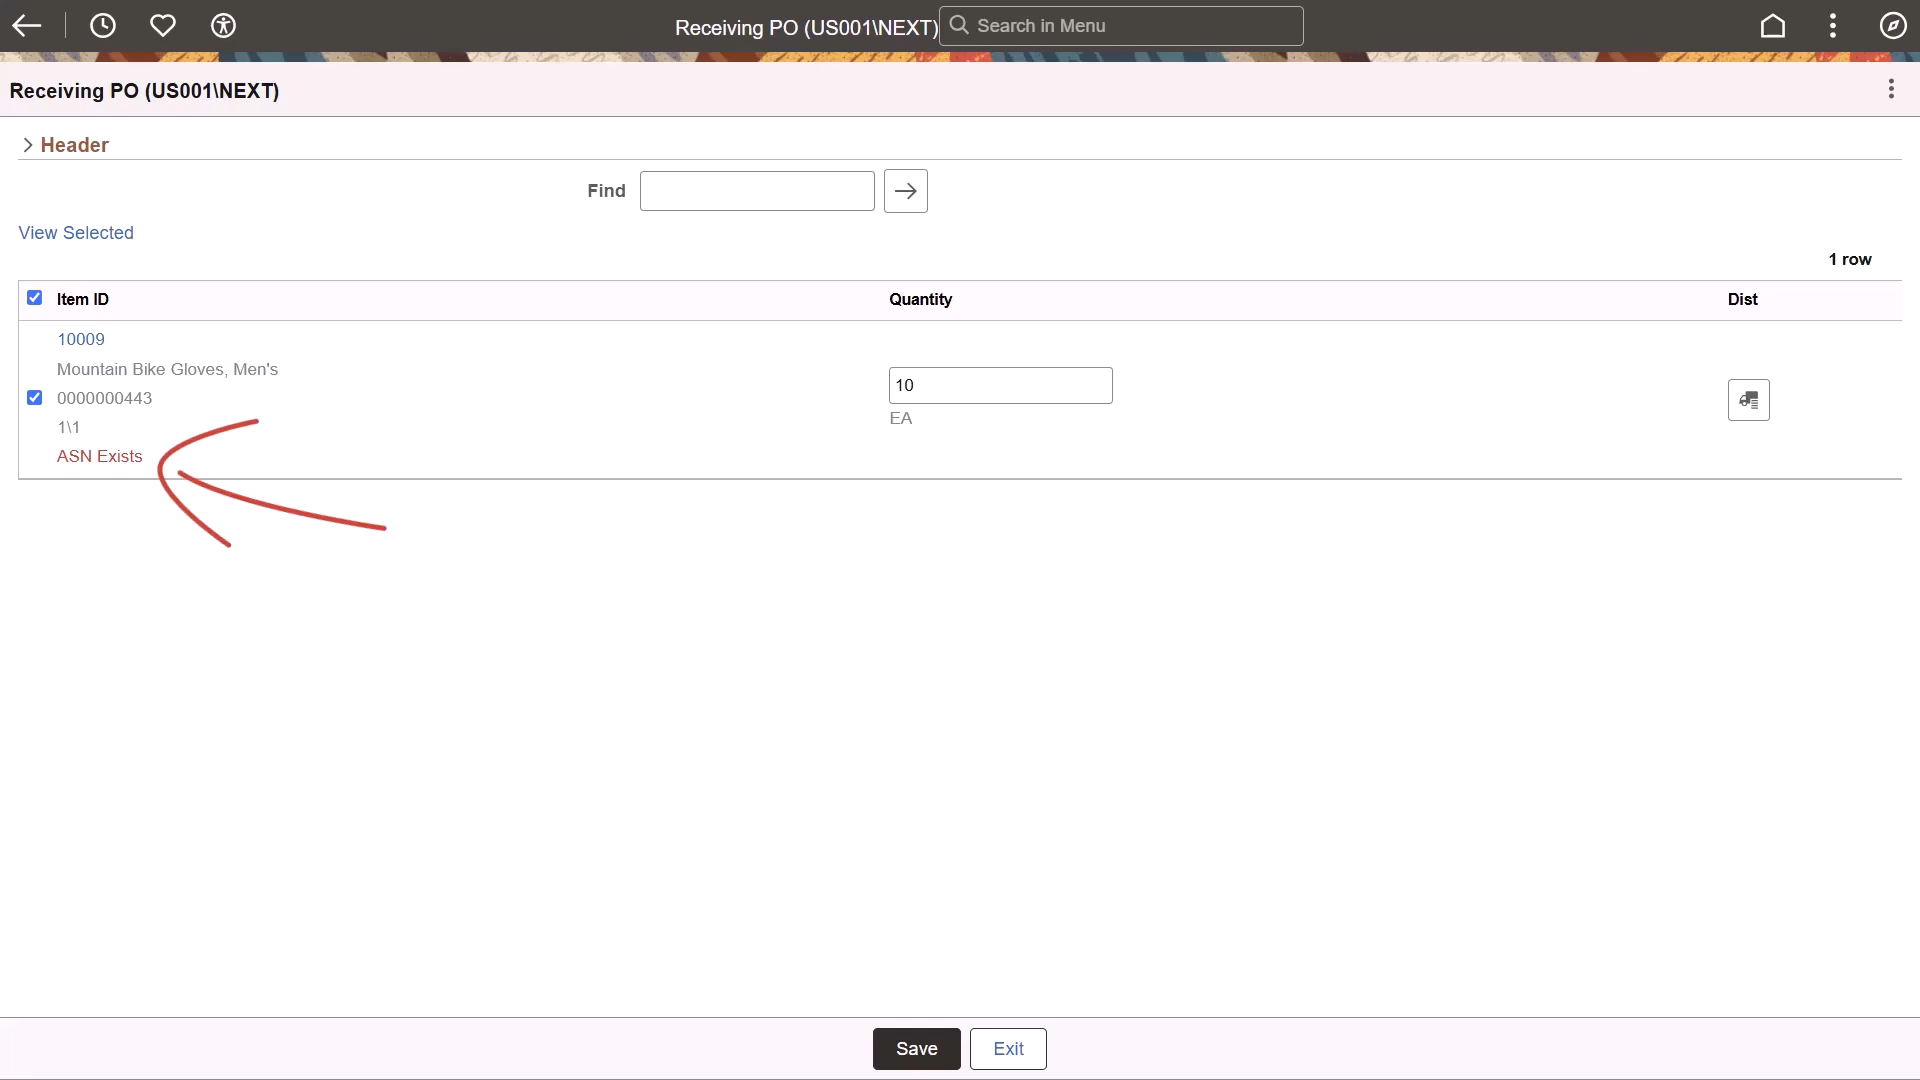 Receiving PO (US001\NEXT)
Search in Menu
Receiving PO (US001\NEXT)
Header
Find
View Selected
1 row
Item ID
Quantity
Dist
10009
Mountain Bike Gloves, Men's
0000000443
1\1
ASN Exists
10
EA
Save
Exit